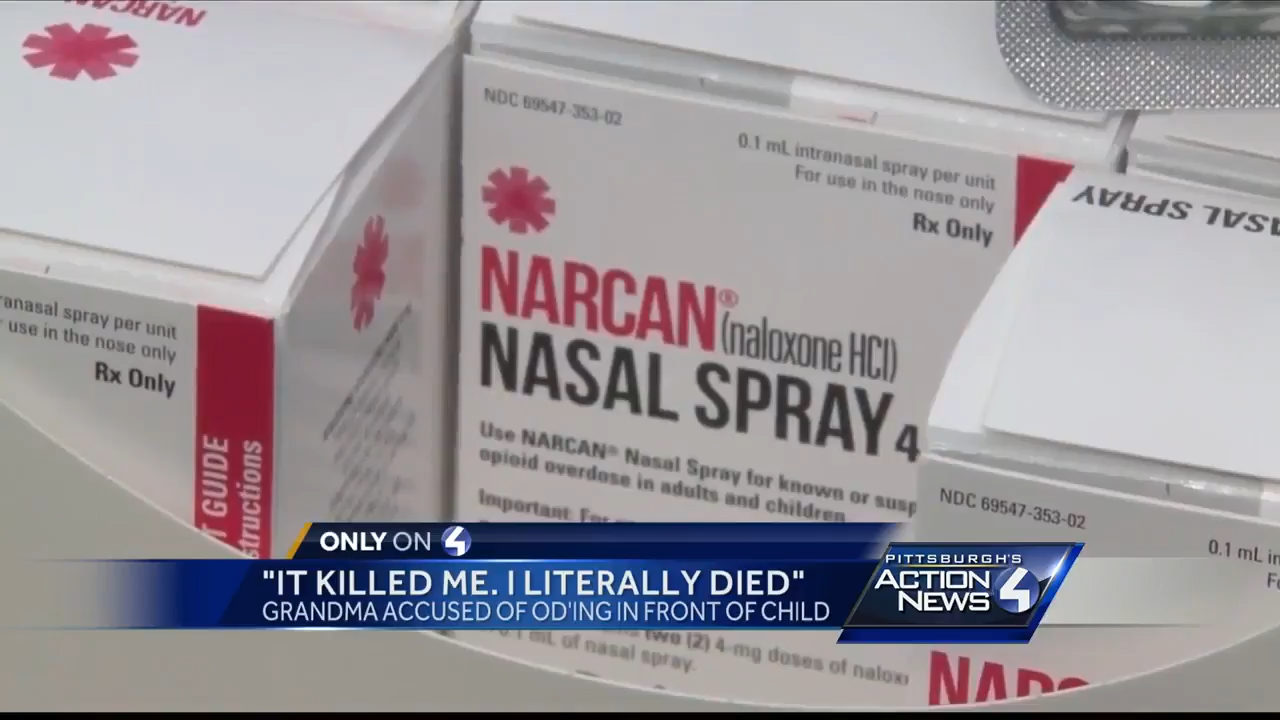 NARCAN
ranasal spray per unit
use in the nose only
Rx Only
GUIDE
structions
NDC 69547-353-02
0.1 mL intranasal spray per unit
For use in the nose only
Rx Only
NARCAN®
(naloxone HCl)
NASAL SPRAY 4
Use NARCAN® Nasal Spray for known or susp
opioid overdose in adults and children
Important: For
two (2) 4-mg doses of nalox
0.1 mL of nasal spray.
ASAL SPRAY
NDC 69547-353-02
0.1 mL in
F
NARC
ONLY ON 4
"IT KILLED ME. I LITERALLY DIED"
GRANDMA ACCUSED OF OD'ING IN FRONT OF CHILD
PITTSBURGH'S
ACTION
NEWS 4